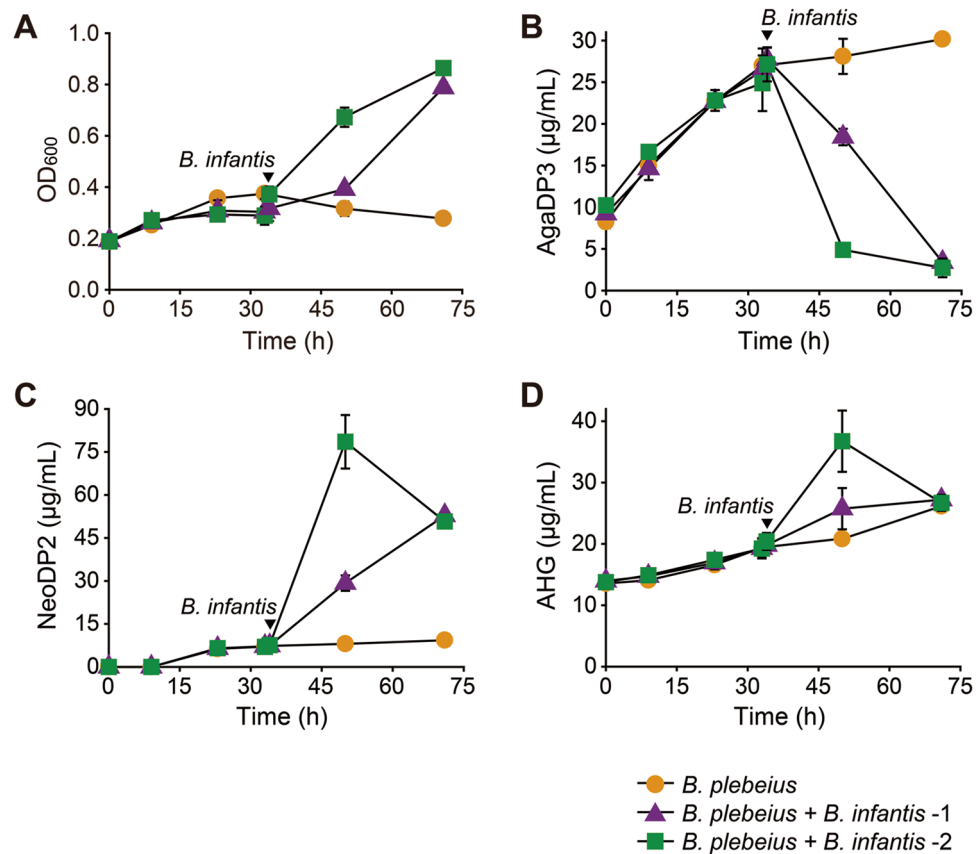 A
OD600
1.0
0.8
0.6
0.4
0.2
0.0
B. infantis
0 15 30 45 60 75
Time (h)
B
AgaDP3 (µg/mL)
30
25
20
15
10
5
0
B. infantis
0 15 30 45 60 75
Time (h)
C
NeoDP2 (µg/mL)
90
75
60
45
30
15
0
B. infantis
0 15 30 45 60 75
Time (h)
D
AHG (µg/mL)
40
30
20
10
0
B. infantis
0 15 30 45 60 75
Time (h)
B. plebeius
B. plebeius + B. infantis -1
B. plebeius + B. infantis -2